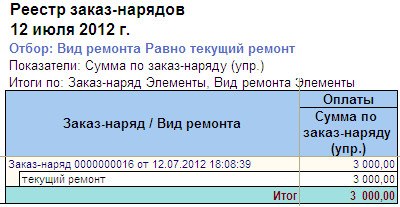 Реестр заказ-нарядов
12 июля 2012 г.
Отбор: Вид ремонта Равно текущий ремонт
Показатели: Сумма по заказ-наряду (упр.)
Итоги по: Заказ-наряд Элементы, Вид ремонта Элементы
Заказ-наряд / Вид ремонта
Оплаты
Сумма по
заказ-наряду
(упр.)
Заказ-наряд 0000000016 от 12.07.2012 18:08:39 3 000,00
текущий ремонт 3 000,00
Итог 3 000,00